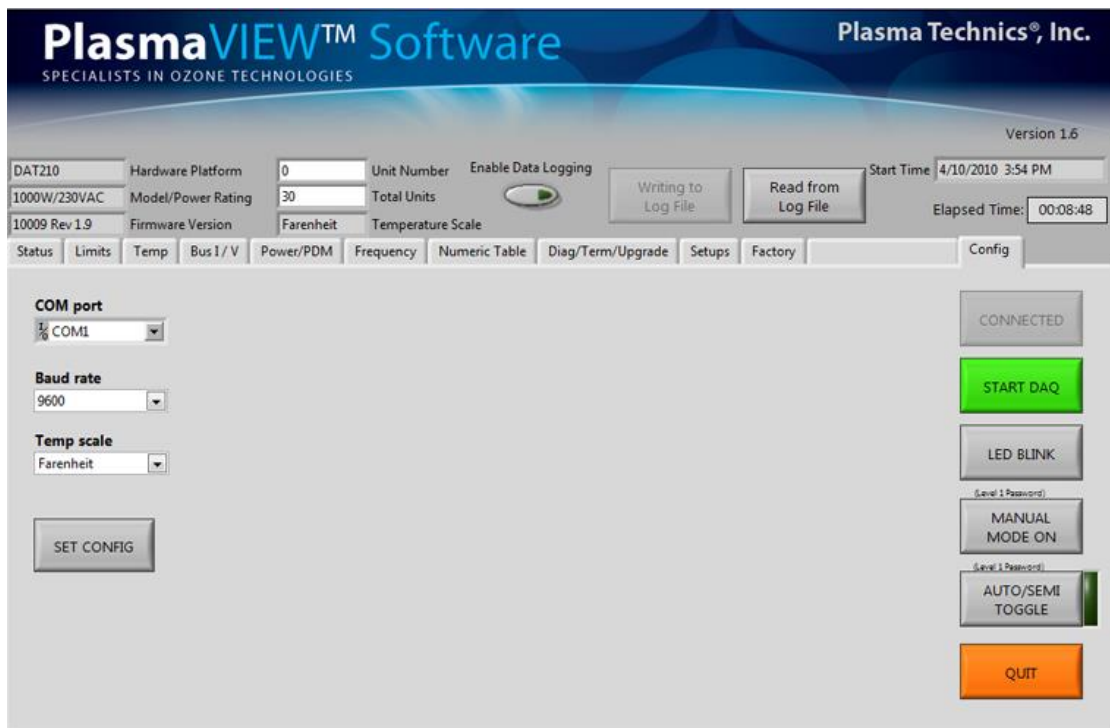 PlasmaVIEW™ Software
Plasma Technics®, Inc.
SPECIALISTS IN OZONE TECHNOLOGIES
Version 1.6
DAT210 Hardware Platform 0 Unit Number Enable Data Logging Writing to Log File Read from Log File Start Time 4/10/2010 3:54 PM
1000W/230VAC Model/Power Rating 30 Total Units Elapsed Time: 00:08:48
10009 Rev 1.9 Firmware Version Farenheit Temperature Scale
Status Limits Temp Bus I / V Power/PDM Frequency Numeric Table Diag/Term/Upgrade Setups Factory Config
COM port
COM1
Baud rate
9600
Temp scale
Farenheit
SET CONFIG
CONNECTED
START DAQ
LED BLINK
(Level 1 Password)
MANUAL
MODE ON
(Level 1 Password)
AUTO/SEMI
TOGGLE
QUIT